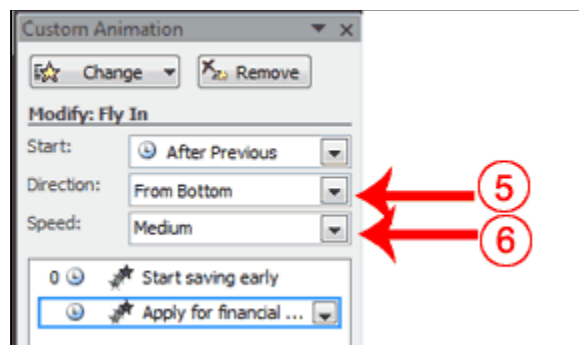 Custom Animation
Change Remove
Modify: Fly In
Start: After Previous
Direction: From Bottom 5
Speed: Medium 6
0 Start saving early
Apply for financial ...